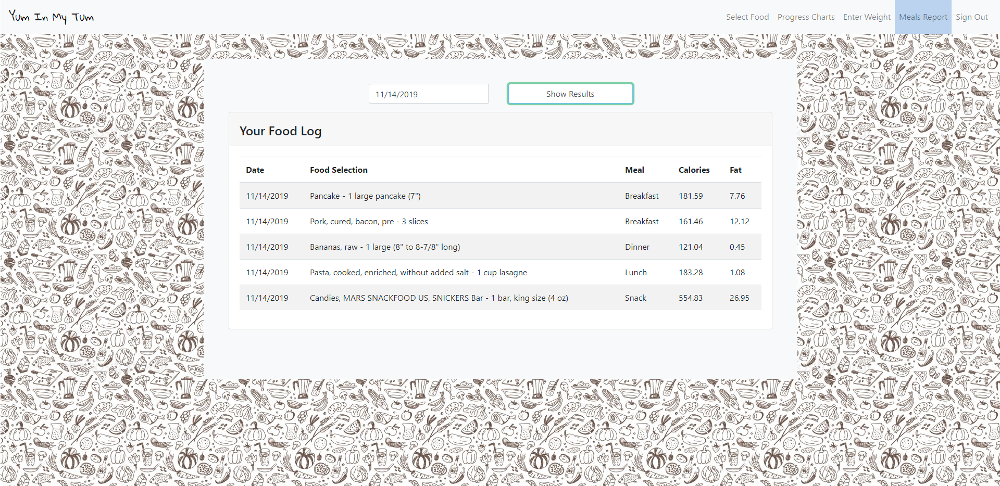 Yum In My Tum
Select Food Progress Charts Enter Weight Meals Report Sign Out
11/14/2019 Show Results
Your Food Log
Date Food Selection Meal Calories Fat
11/14/2019 Pancake - 1 large pancake (7") Breakfast 181.59 7.76
11/14/2019 Pork, cured, bacon, pre - 3 slices Breakfast 161.46 12.12
11/14/2019 Bananas, raw - 1 large (8" to 8-7/8" long) Dinner 121.04 0.45
11/14/2019 Pasta, cooked, enriched, without added salt - 1 cup lasagne Lunch 183.28 1.08
11/14/2019 Candies, MARS SNACKFOOD US, SNICKERS Bar - 1 bar, king size (4 oz) Snack 554.83 26.95